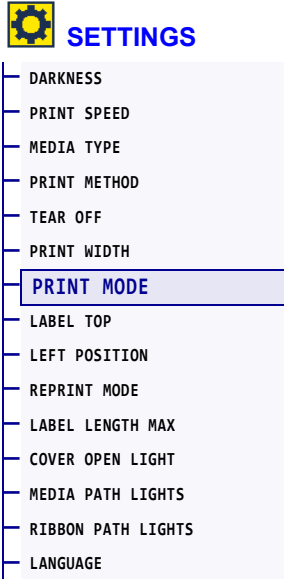 SETTINGS
DARKNESS
PRINT SPEED
MEDIA TYPE
PRINT METHOD
TEAR OFF
PRINT WIDTH
PRINT MODE
LABEL TOP
LEFT POSITION
REPRINT MODE
LABEL LENGTH MAX
COVER OPEN LIGHT
MEDIA PATH LIGHTS
RIBBON PATH LIGHTS
LANGUAGE